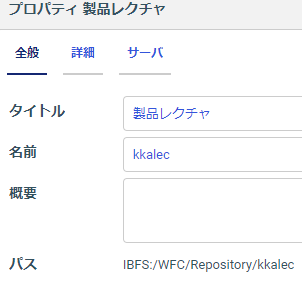 プロパティ 製品レクチャ
全般 詳細 サーバ
タイトル 製品レクチャ
名前 kkalec
概要
パス IBFS:/WFC/Repository/kkalec